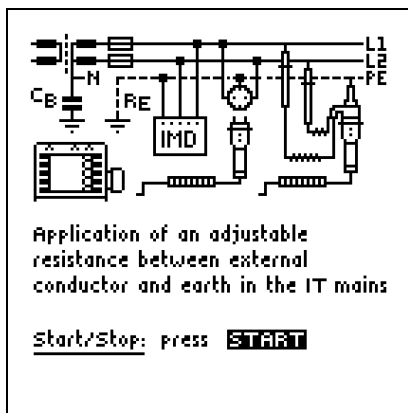 L1
L2
N
PE
CB
RE
IMD
Application of an adjustable
resistance between external
conductor and earth in the IT mains
Start/Stop: press START